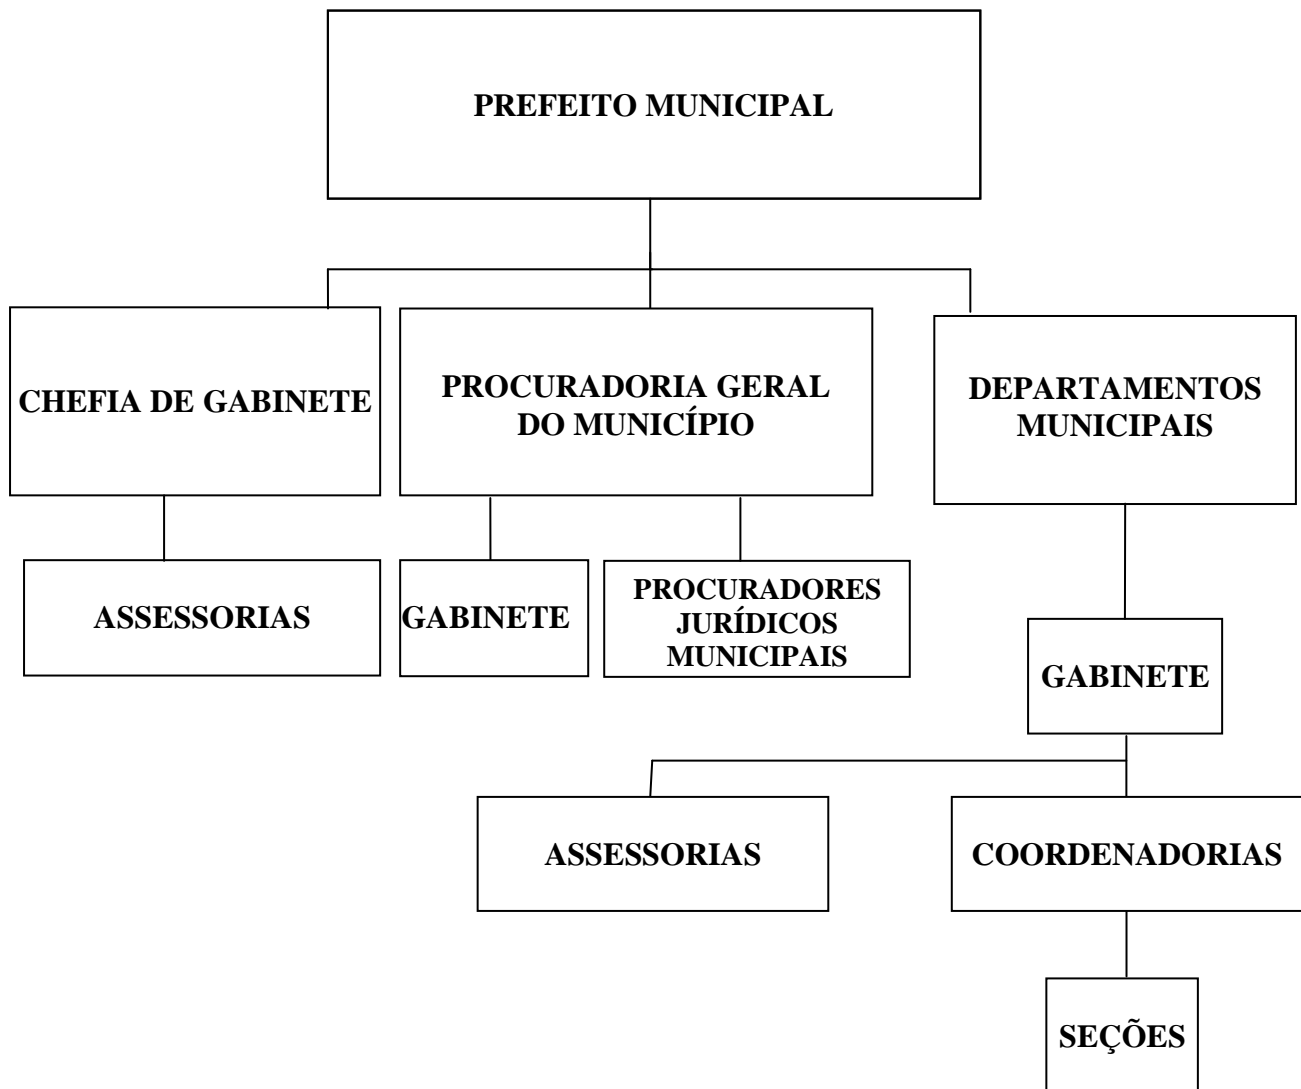 PREFEITO MUNICIPAL
CHEFIA DE GABINETE
PROCURADORIA GERAL
DO MUNICÍPIO
DEPARTAMENTOS
MUNICIPAIS
ASSESSORIAS
GABINETE
PROCURADORES
JURÍDICOS
MUNICIPAIS
GABINETE
ASSESSORIAS
COORDENADORIAS
SEÇÕES